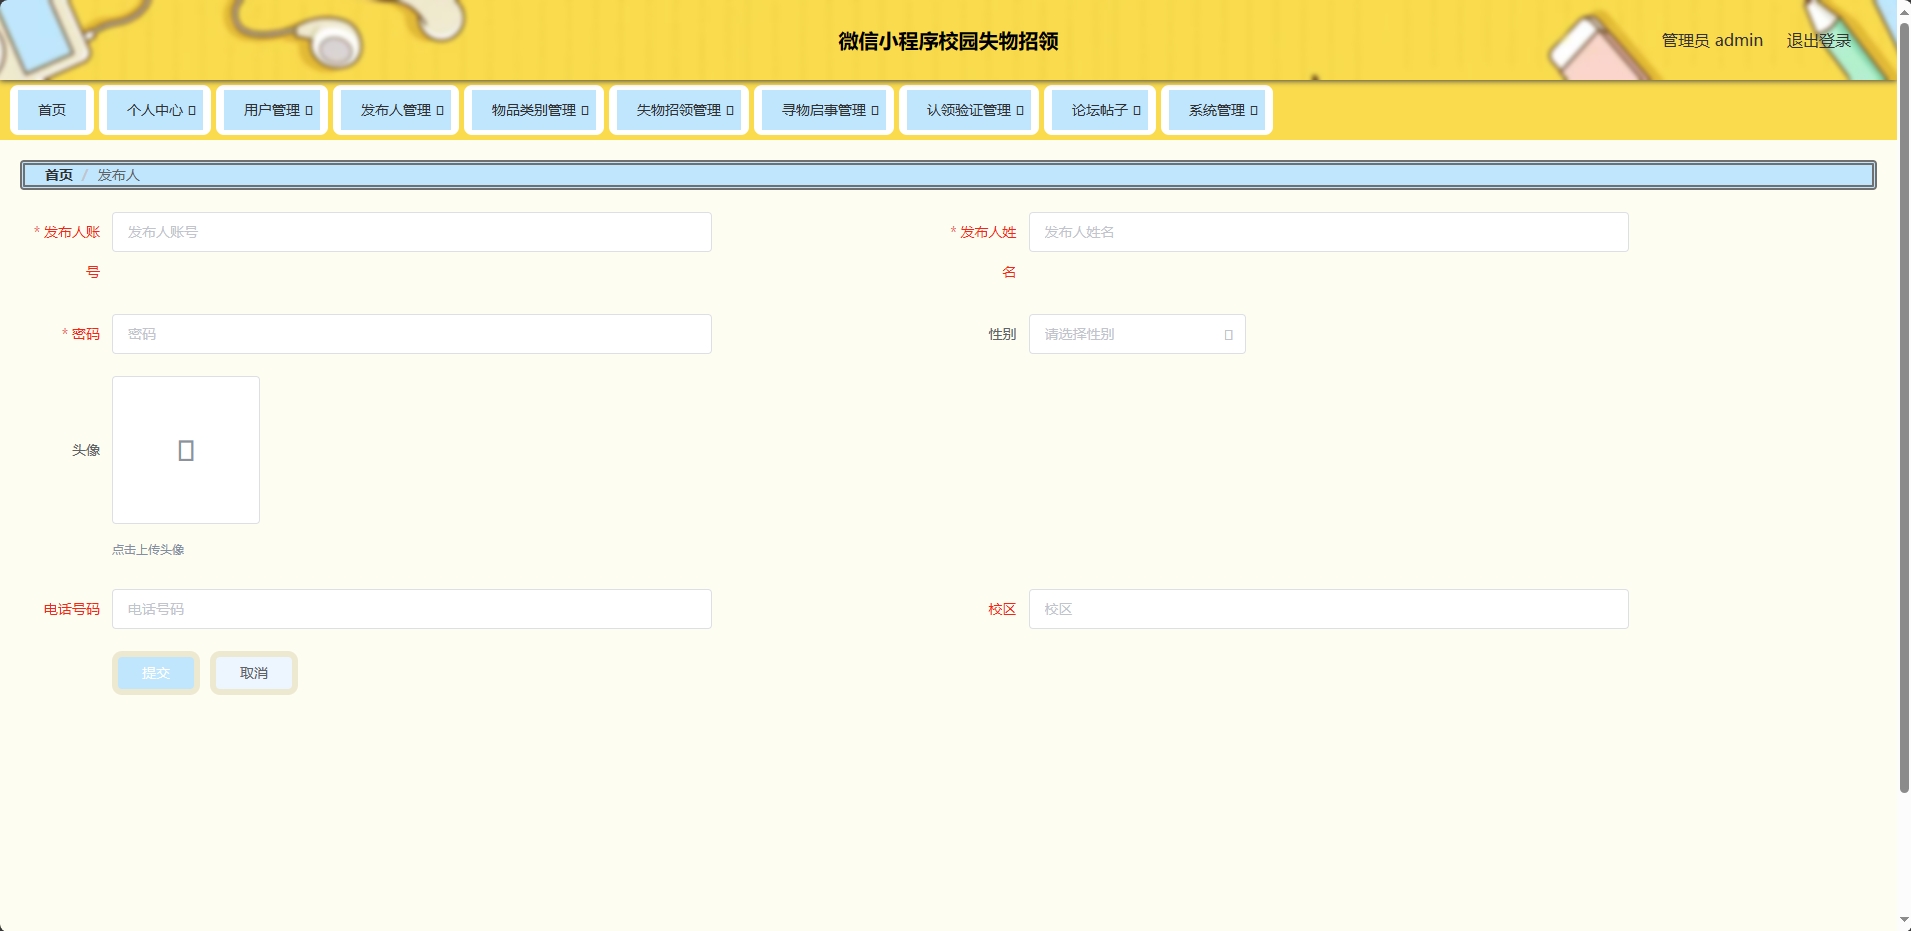 微信小程序校园失物招领
管理员 admin
退出登录
首页
个人中心
用户管理
发布人管理
物品类别管理
失物招领管理
寻物启事管理
认领验证管理
论坛帖子
系统管理
首页 / 发布人
* 发布人账
号
发布人账号
* 发布人姓
名
发布人姓名
* 密码
密码
性别
请选择性别
头像
点击上传头像
电话号码
电话号码
校区
校区
提交
取消